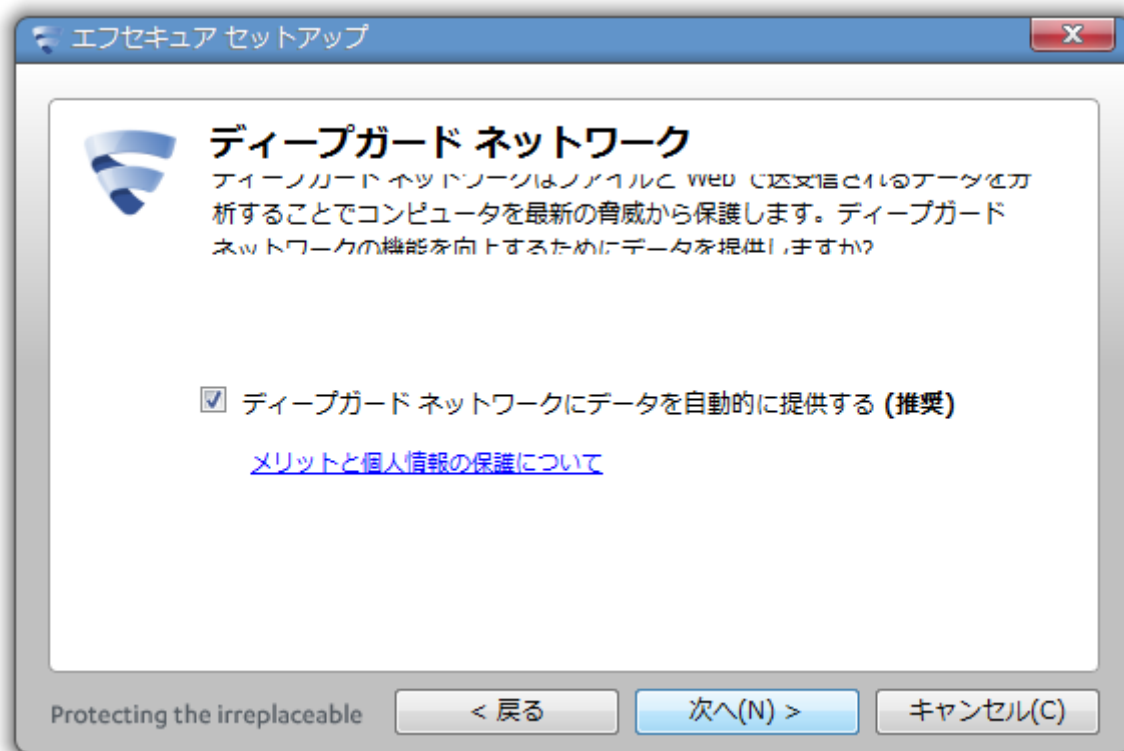 エフセキュア セットアップ
ディープガード ネットワーク
ディープガード ネットワークはファイルと Web で送受信されるデータを分
析することでコンピュータを最新の脅威から保護します。ディープガード
ネットワークの機能を向上するためにデータを提供しますか?
ディープガード ネットワークにデータを自動的に提供する (推奨)
メリットと個人情報の保護について
Protecting the irreplaceable
< 戻る
次へ(N) >
キャンセル(C)